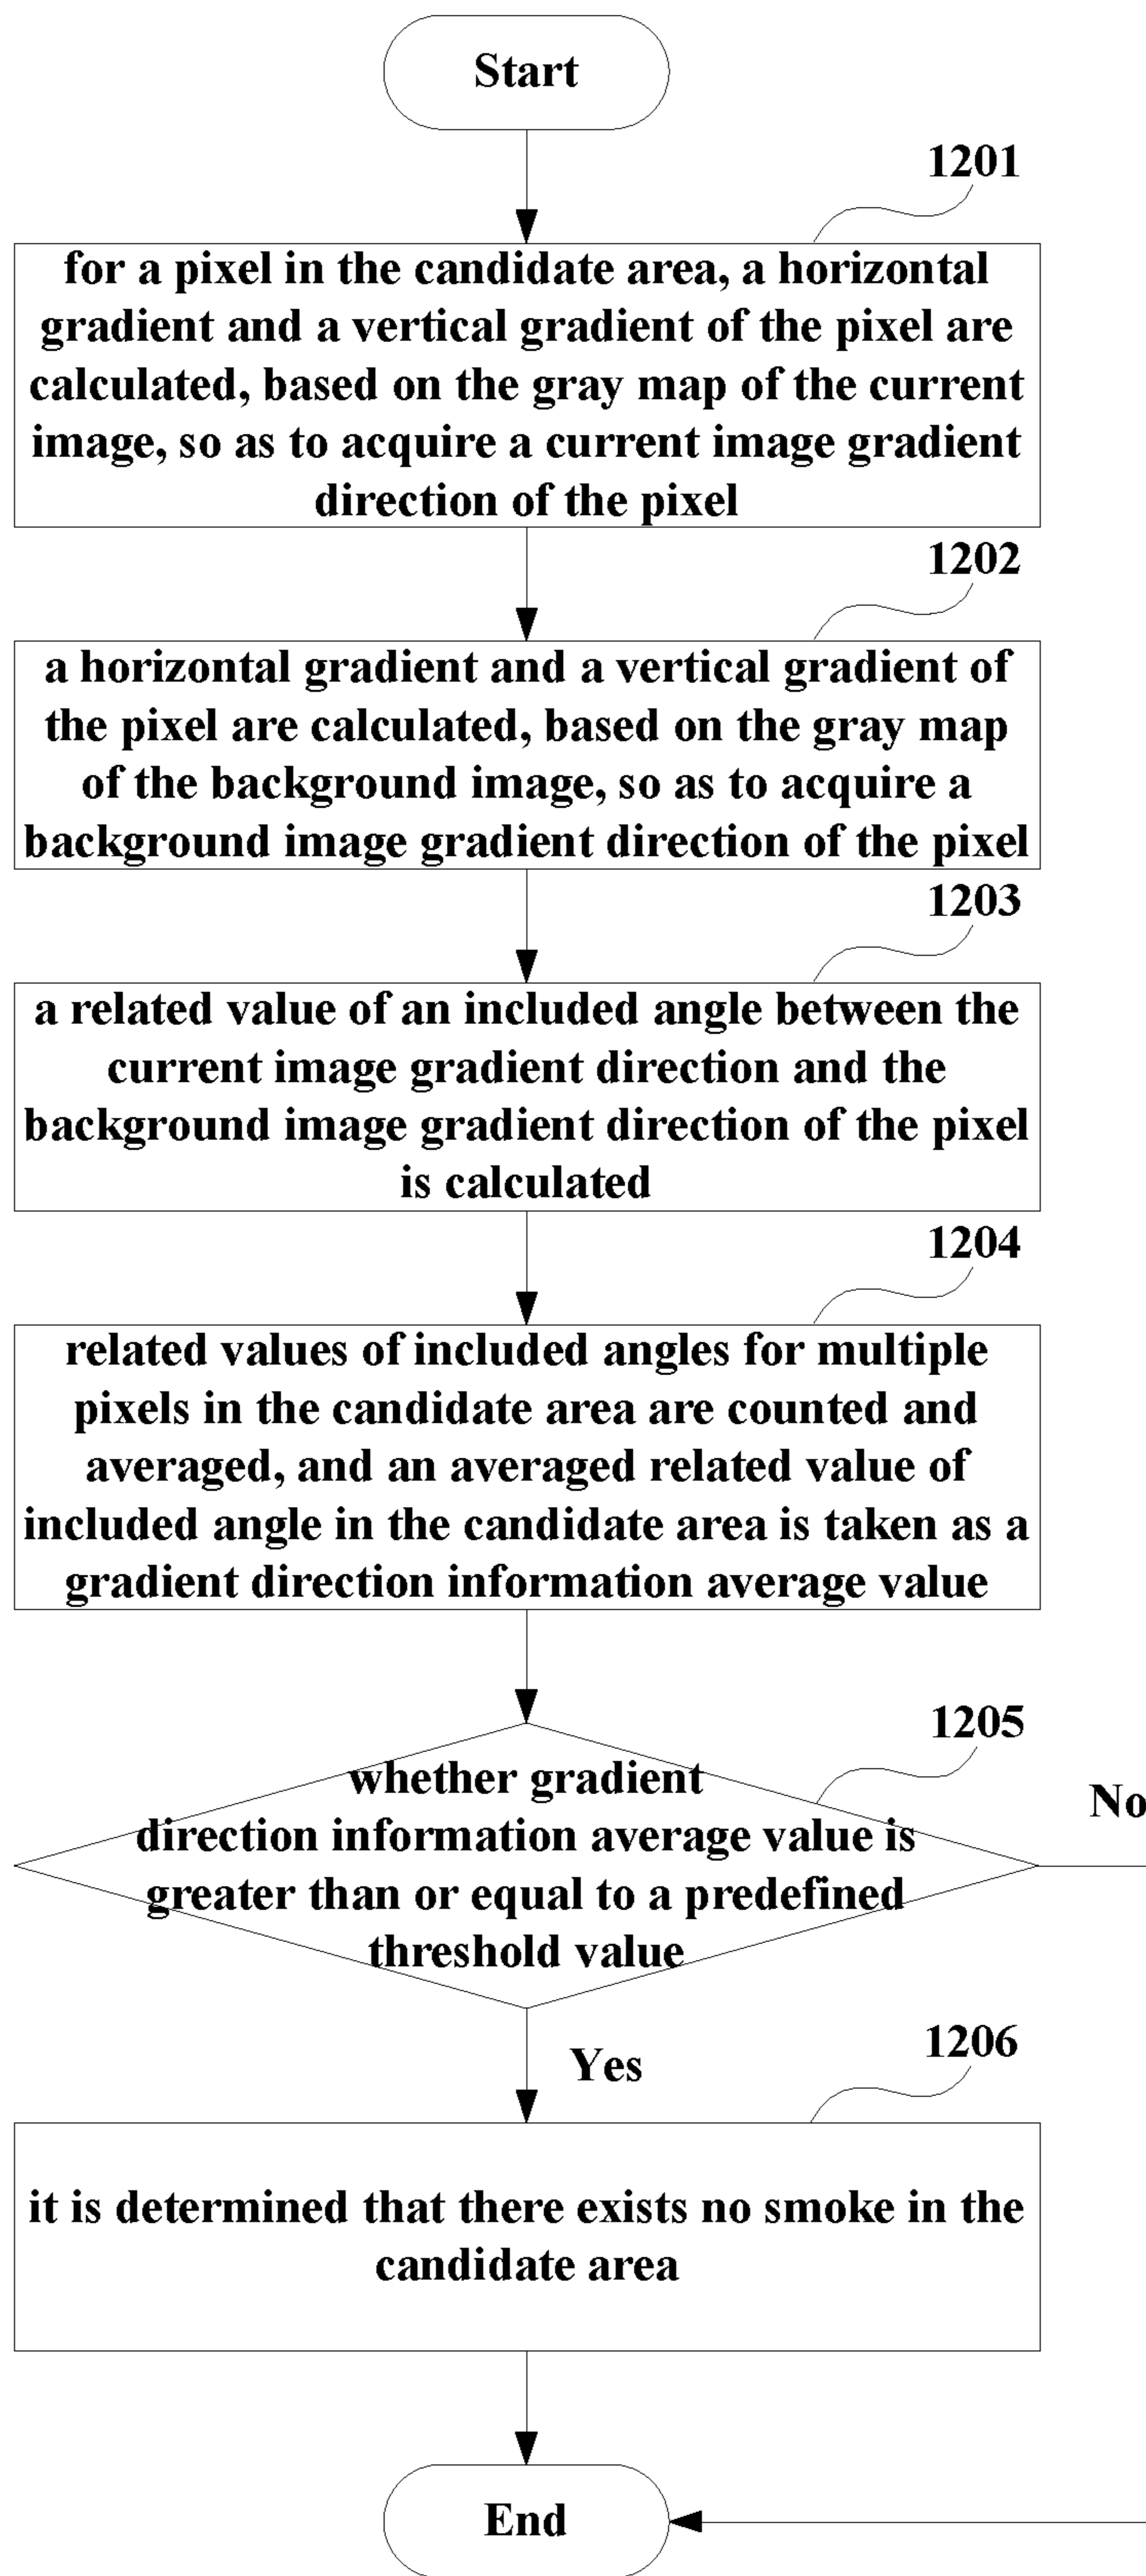 Start
1201
for a pixel in the candidate area, a horizontal
gradient and a vertical gradient of the pixel are
calculated, based on the gray map of the current
image, so as to acquire a current image gradient
direction of the pixel
1202
a horizontal gradient and a vertical gradient of
the pixel are calculated, based on the gray map
of the background image, so as to acquire a
background image gradient direction of the pixel
1203
a related value of an included angle between the
current image gradient direction and the
background image gradient direction of the pixel
is calculated
1204
related values of included angles for multiple
pixels in the candidate area are counted and
averaged, and an averaged related value of
included angle in the candidate area is taken as a
gradient direction information average value
1205
whether gradient
direction information average value is
greater than or equal to a predefined
threshold value
No
Yes
1206
it is determined that there exists no smoke in the
candidate area
End